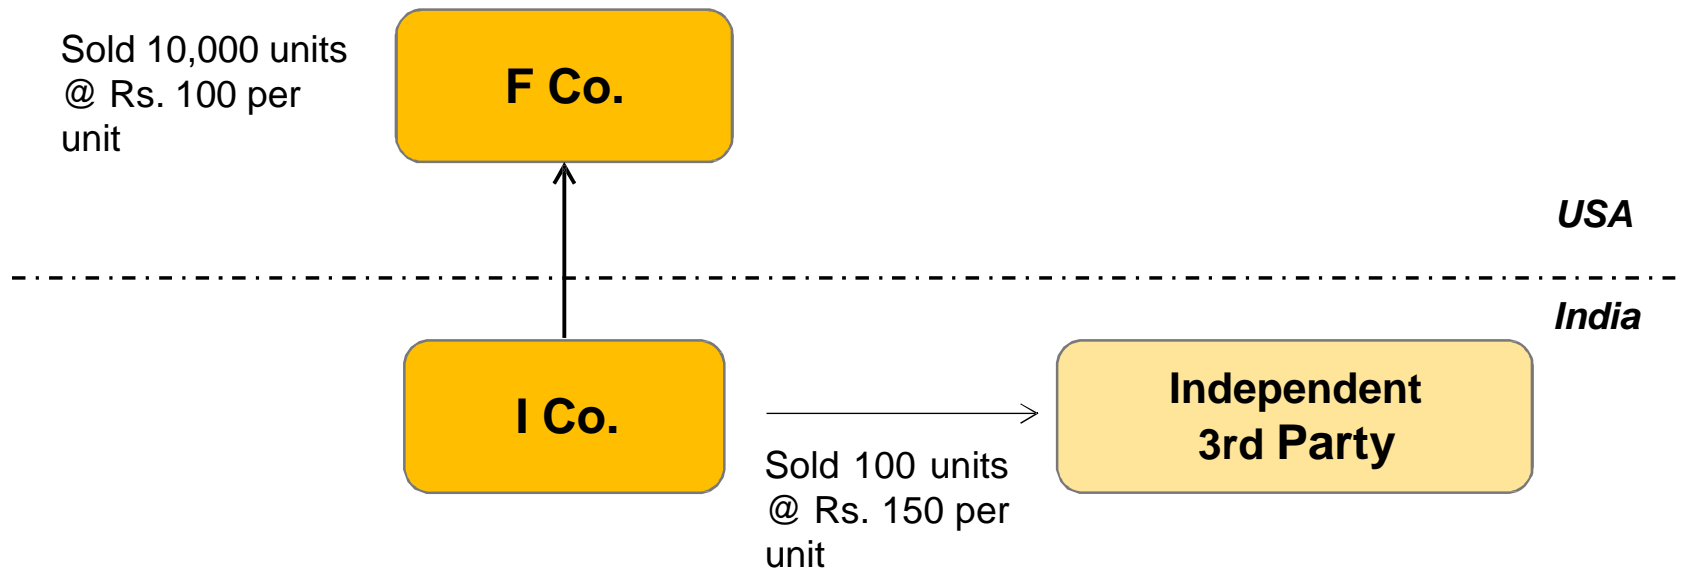 Sold 10,000 units
@ Rs. 100 per
unit
F Co.
USA
India
I Co.
Sold 100 units
@ Rs. 150 per
unit
Independent
3rd Party